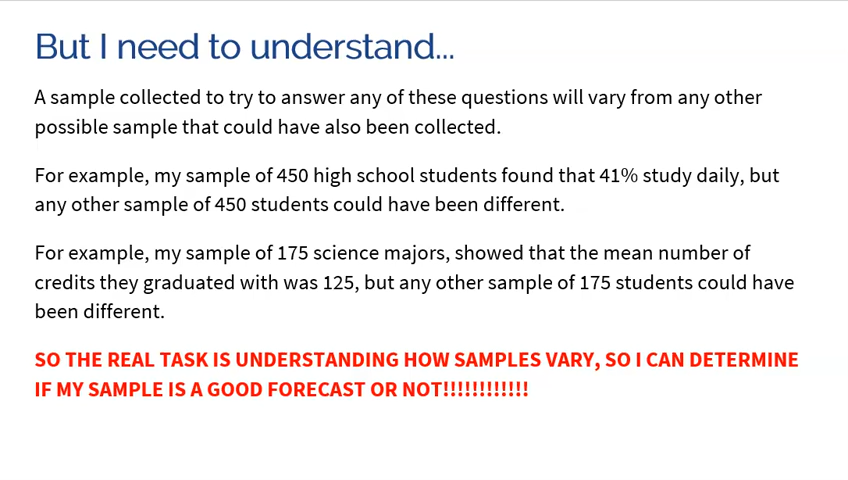 But I need to understand...
A sample collected to try to answer any of these questions will vary from any other
possible sample that could have also been collected.
For example, my sample of 450 high school students found that 41% study daily, but
any other sample of 450 students could have been different.
For example, my sample of 175 science majors, showed that the mean number of
credits they graduated with was 125, but any other sample of 175 students could have
been different.
SO THE REAL TASK IS UNDERSTANDING HOW SAMPLES VARY, SO I CAN DETERMINE
IF MY SAMPLE IS A GOOD FORECAST OR NOT!!!!!!!!!!!!